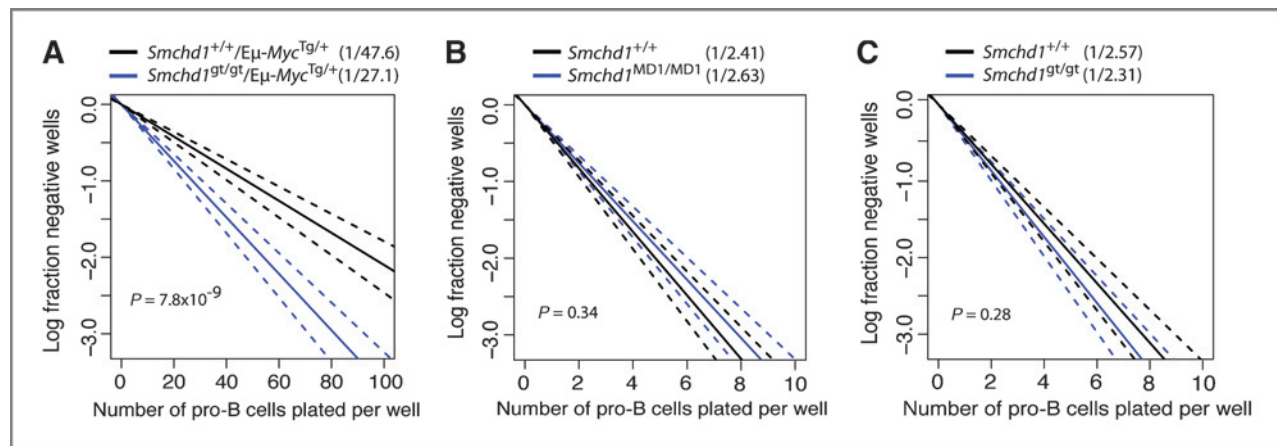 A
Smchd1+/+/Eμ-MycTg/+ (1/47.6)
Smchd1gt/gt/Eμ-MycTg/+(1/27.1)
Log fraction negative wells
0.0
−1.0
−2.0
−3.0
P = 7.8x10−9
0 20 40 60 80 100
Number of pro-B cells plated per well
B
Smchd1+/+ (1/2.41)
Smchd1MD1/MD1 (1/2.63)
Log fraction negative wells
0.0
−1.0
−2.0
−3.0
P = 0.34
0 2 4 6 8 10
Number of pro-B cells plated per well
C
Smchd1+/+ (1/2.57)
Smchd1gt/gt (1/2.31)
Log fraction negative wells
0.0
−1.0
−2.0
−3.0
P = 0.28
0 2 4 6 8 10
Number of pro-B cells plated per well